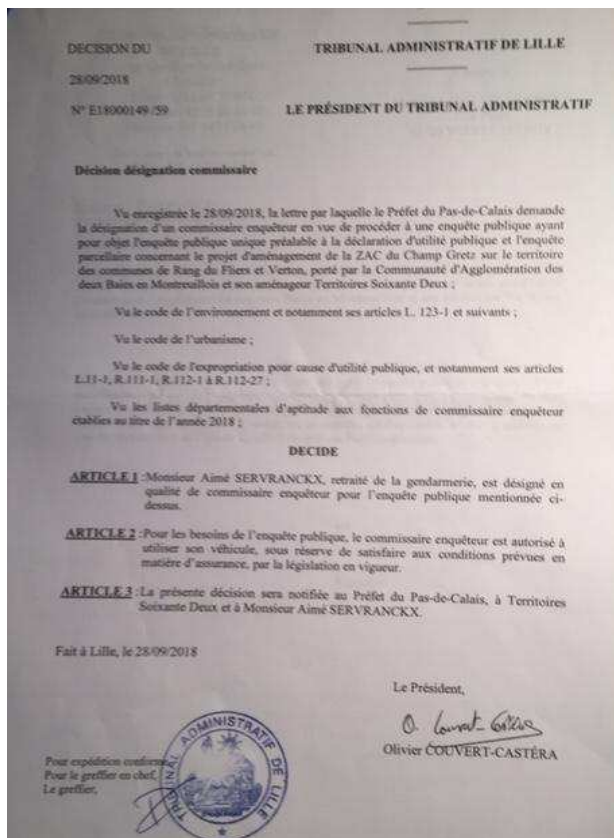 DECISION DU
TRIBUNAL ADMINISTRATIF DE LILLE
28/09/2018
N° E18000149 /59
LE PRÉSIDENT DU TRIBUNAL ADMINISTRATIF
Décision désignation commissaire
Vu enregistrée le 28/09/2018, la lettre par laquelle le Préfet du Pas-de-Calais demande
la désignation d'un commissaire enquêteur en vue de procéder à une enquête publique ayant
pour objet l'enquête publique unique préalable à la déclaration d'utilité publique et l'enquête
parcellaire concernant le projet d'aménagement de la ZAC du Champ Gretz sur le territoire
des communes de Rang du Fliers et Verton, porté par la Communauté d'Agglomération des
deux Baies en Montreuillois et son aménageur Territoires Soixante Deux ;
Vu le code de l'environnement et notamment ses articles L. 123-1 et suivants ;
Vu le code de l'urbanisme ;
Vu le code de l'expropriation pour cause d'utilité publique, et notamment ses articles
L.11-1, R.111-1, R.112-1 à R.112-27 ;
Vu les listes départementales d'aptitude aux fonctions de commissaire enquêteur
établies au titre de l'année 2018 ;
DECIDE
ARTICLE 1 :Monsieur Aimé SERVRANCKX, retraité de la gendarmerie, est désigné en
qualité de commissaire enquêteur pour l'enquête publique mentionnée ci-
dessus.
ARTICLE 2 :Pour les besoins de l'enquête publique, le commissaire enquêteur est autorisé à
utiliser son véhicule, sous réserve de satisfaire aux conditions prévues en
matière d'assurance, par la législation en vigueur.
ARTICLE 3 :La présente décision sera notifiée au Préfet du Pas-de-Calais, à Territoires
Soixante Deux et à Monsieur Aimé SERVRANCKX.
Fait à Lille, le 28/09/2018
Le Président,
O. Couvert-Castéra
Olivier COUVERT-CASTÉRA
Pour expédition conforme,
Pour le greffier en chef,
Le greffier,
TRIBUNAL ADMINISTRATIF DE LILLE